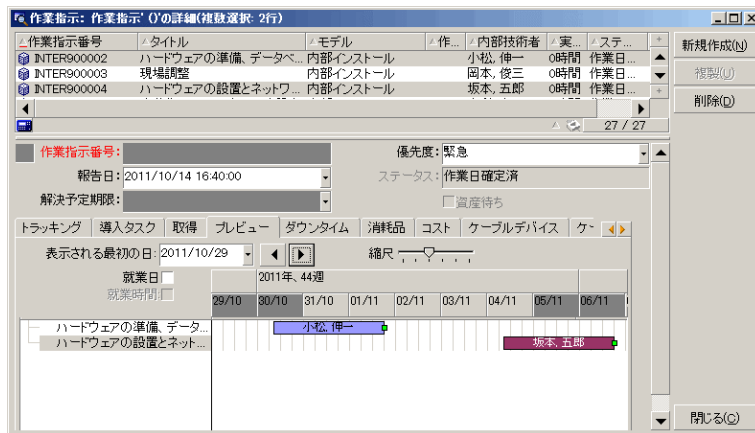 作業指示: 作業指示' ()'の詳細(複数選択: 2行)
作業指示番号 タイトル モデル 作... 内部技術者 実... ステ...
INTER900002 ハードウェアの準備、データベ... 内部インストール 小松, 伸一 0時間 作業日...
INTER900003 現場調整 内部インストール 岡本, 俊三 0時間 作業日...
INTER900004 ハードウェアの設置とネットワ... 内部インストール 坂本, 五郎 0時間 作業日...
27 / 27
新規作成(N)
複製(U)
削除(D)
作業指示番号: 優先度: 緊急
報告日: 2011/10/14 16:40:00 ステータス: 作業日確定済
解決予定期限: 資産待ち
トラッキング 導入タスク 取得 プレビュー ダウンタイム 消耗品 コスト ケーブルデバイス
表示される最初の日: 2011/10/29 縮尺
就業日 2011年、44週
就業時間:
29/10 30/10 31/10 01/11 02/11 03/11 04/11 05/11 06/11
ハードウェアの準備、データ... 小松, 伸一
ハードウェアの設置とネット... 坂本, 五郎
閉じる(C)